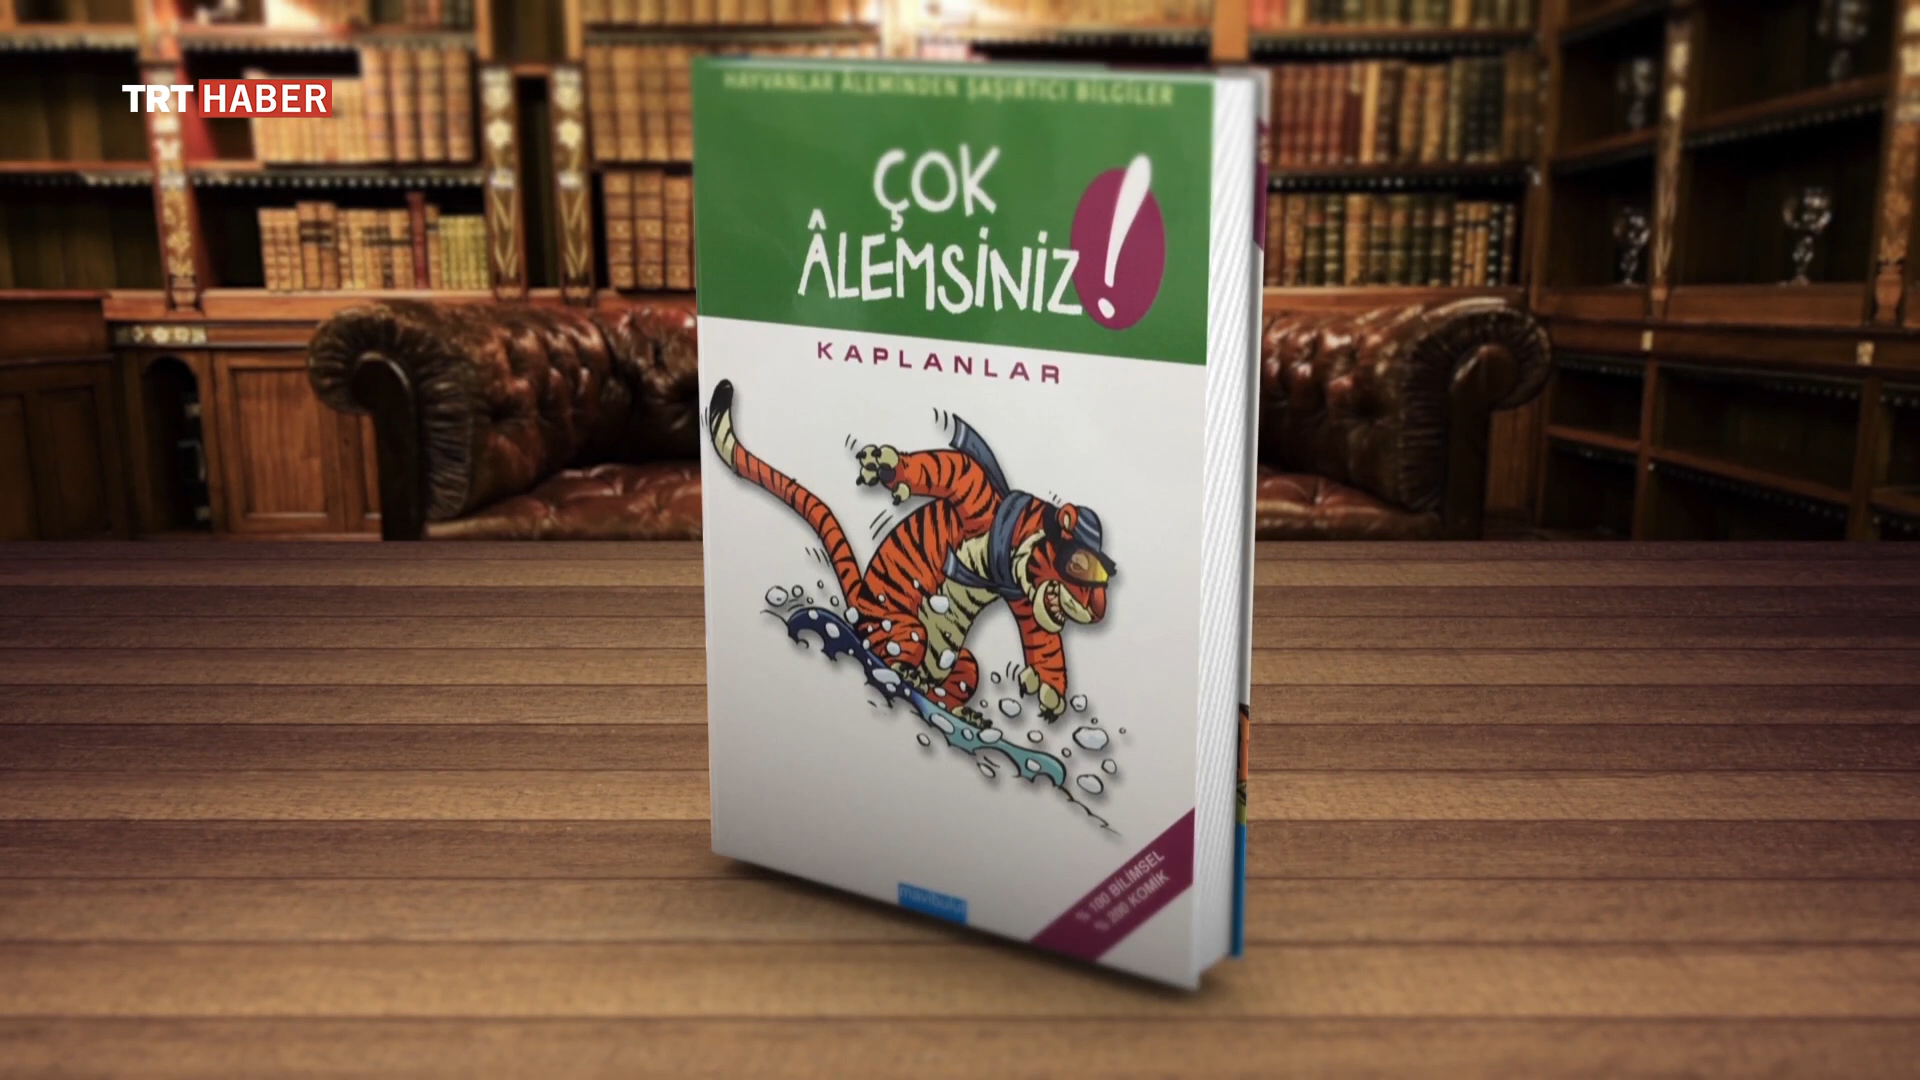 TRT HABER
HAYVANLAR ÂLEMİNDEN ŞAŞIRTICI BİLGİLER
ÇOK
ÂLEMSİNİZ!
KAPLANLAR
% 100 BİLİMSEL
% 200 KOMİK
mavibulut